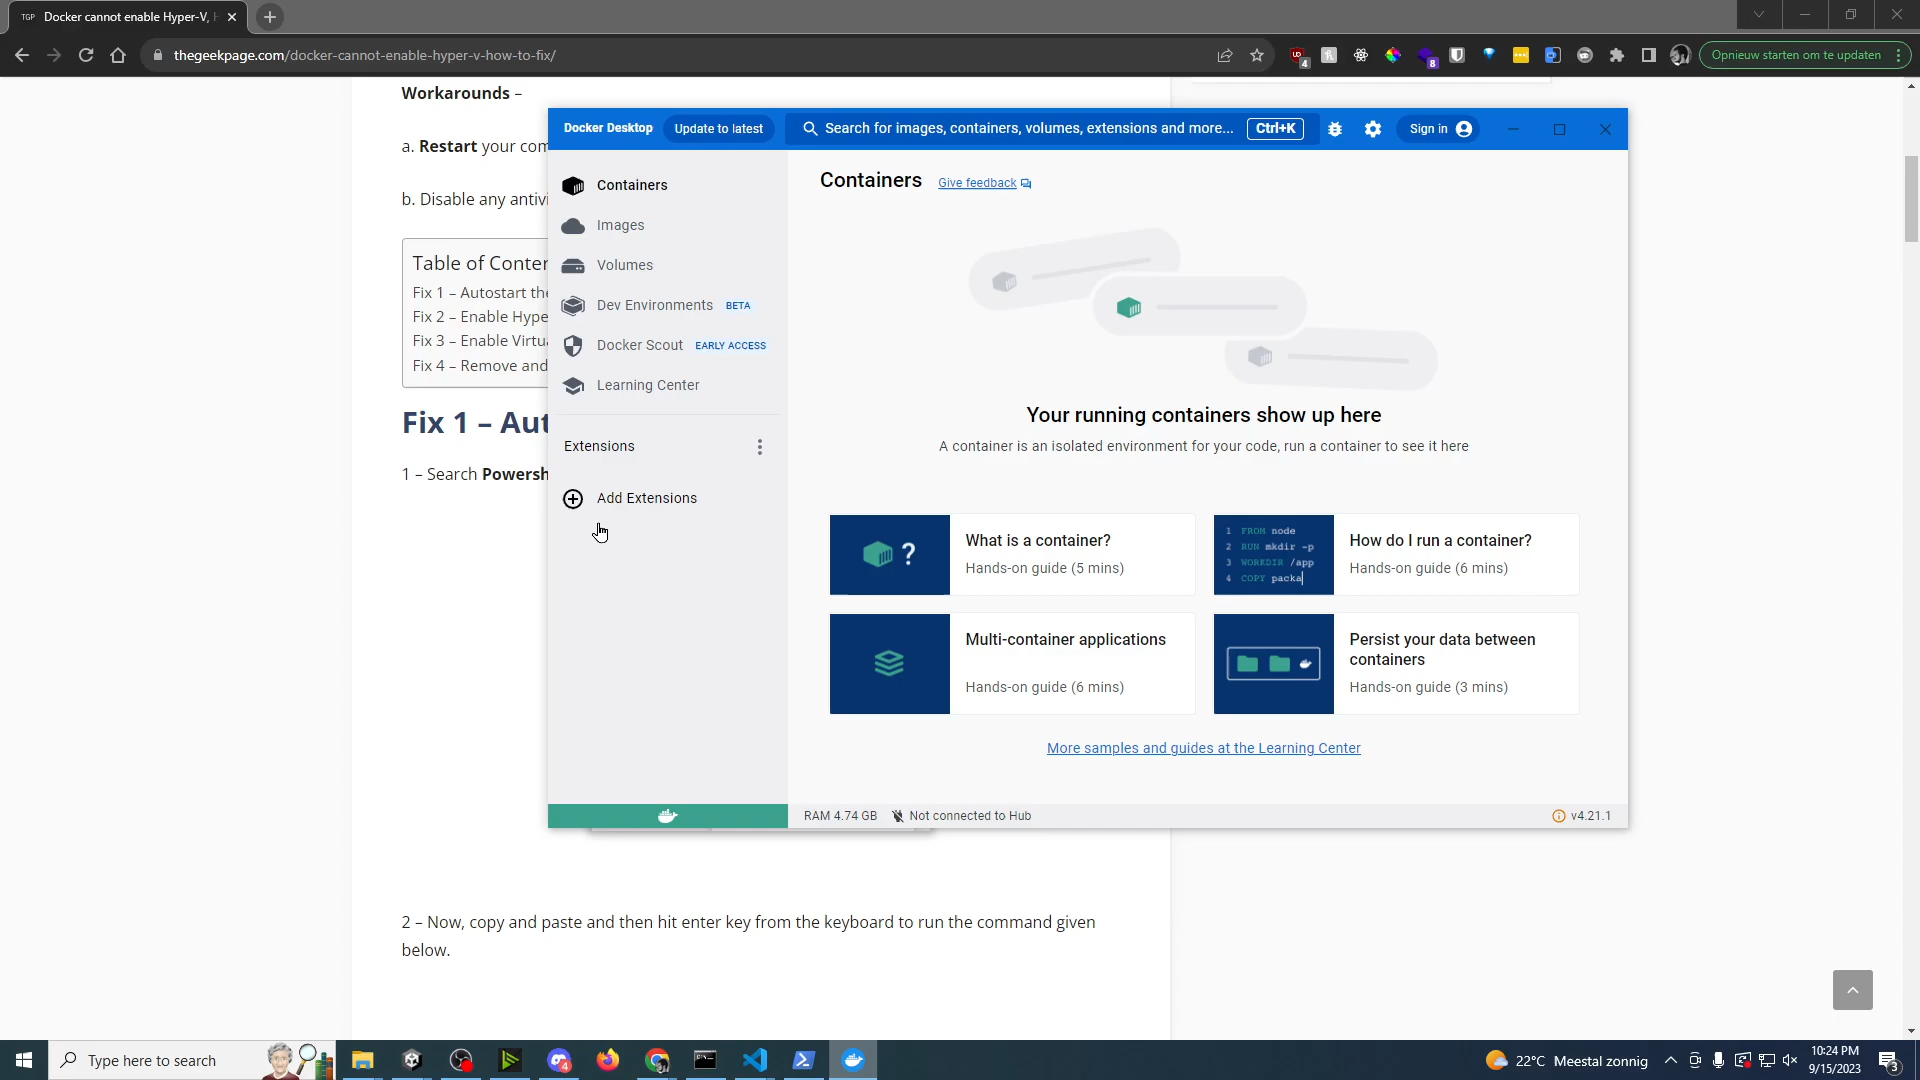 TGP Docker cannot enable Hyper-V, H
thegeekpage.com/docker-cannot-enable-hyper-v-how-to-fix/
4
8
Opnieuw starten om te updaten
Workarounds –
a. Restart your com
b. Disable any antivi
Table of Conten
Fix 1 – Autostart the
Fix 2 – Enable Hype
Fix 3 – Enable Virtua
Fix 4 – Remove and
Fix 1 – Aut
1 – Search Powersh
Docker Desktop
Update to latest
Search for images, containers, volumes, extensions and more...
Ctrl+K
Sign in
Containers
Images
Volumes
Dev Environments BETA
Docker Scout EARLY ACCESS
Learning Center
Extensions
Add Extensions
Containers
Give feedback
Your running containers show up here
A container is an isolated environment for your code, run a container to see it here
?
What is a container?
Hands-on guide (5 mins)
1 FROM node
2 RUN mkdir -p
3 WORKDIR /app
4 COPY packa
How do I run a container?
Hands-on guide (6 mins)
Multi-container applications
Hands-on guide (6 mins)
Persist your data between
containers
Hands-on guide (3 mins)
More samples and guides at the Learning Center
RAM 4.74 GB
Not connected to Hub
v4.21.1
2 – Now, copy and paste and then hit enter key from the keyboard to run the command given
below.
Type here to search
4
22°C Meestal zonnig
10:24 PM
9/15/2023
3